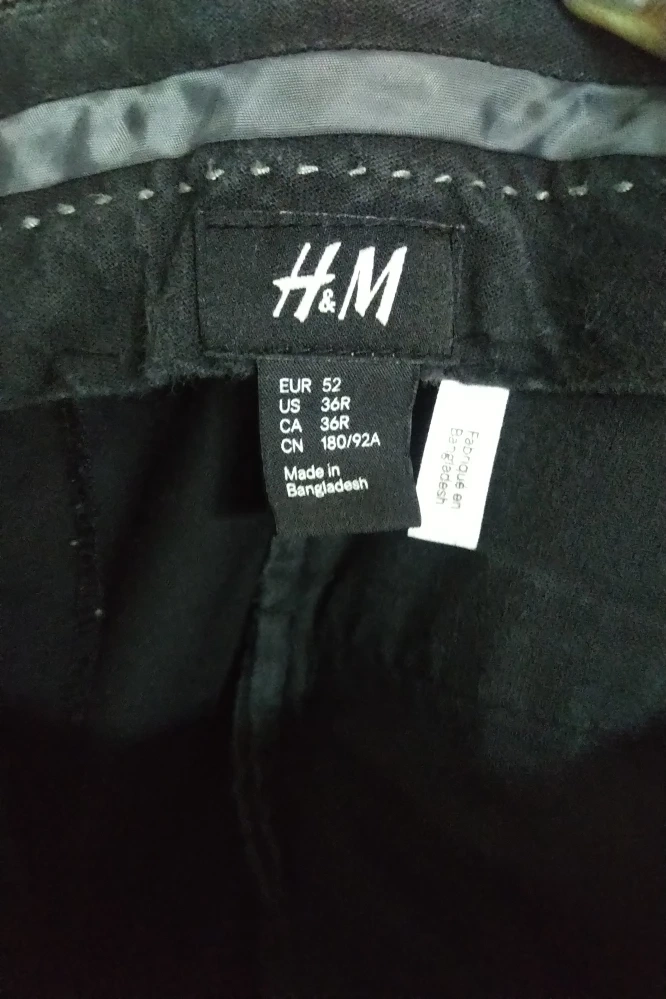 H&M
EUR 52
US 36R
CA 36R
CN 180/92A
Made in
Bangladesh
Fabriqué en
Bangladesh